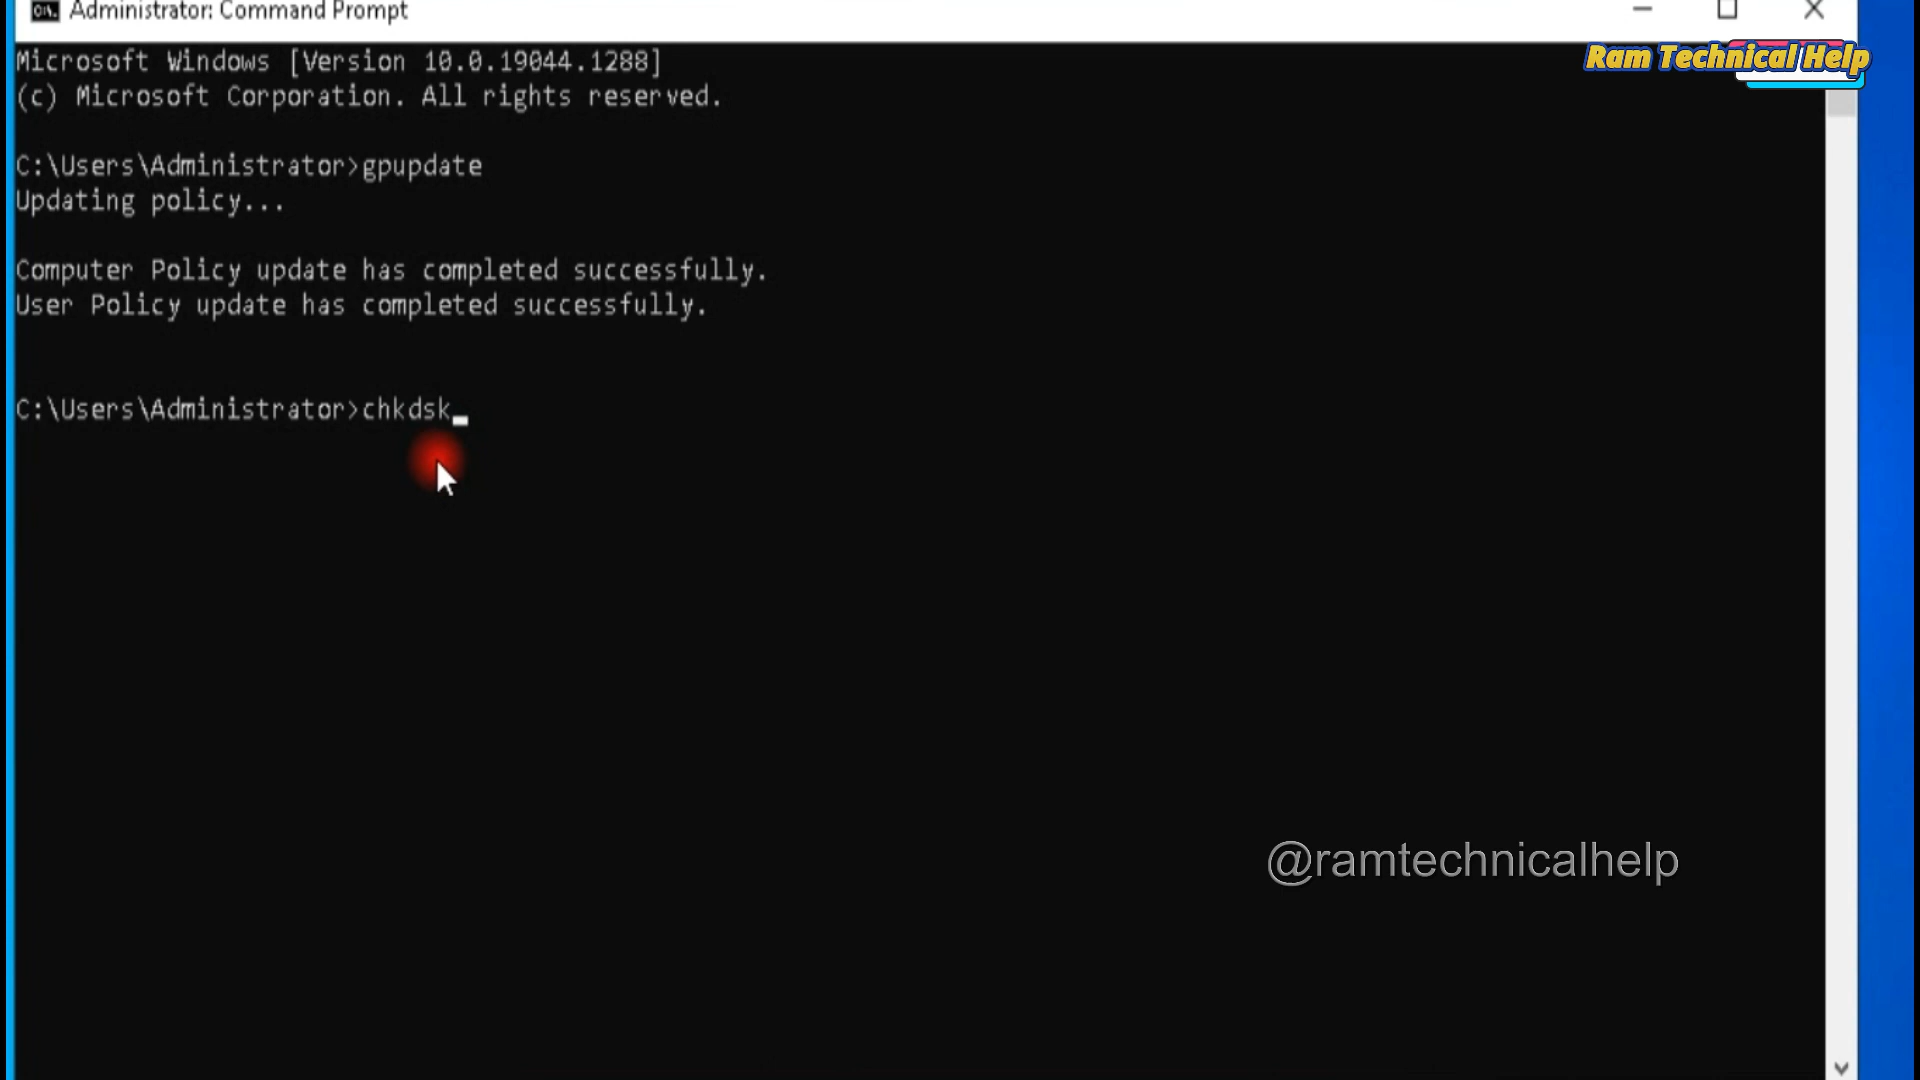 Administrator: Command Prompt
Microsoft Windows [Version 10.0.19044.1288]
Ram Technical Help
(c) Microsoft Corporation. All rights reserved.
C:\Users\Administrator>gpupdate
Updating policy...
Computer Policy update has completed successfully.
User Policy update has completed successfully.
C:\Users\Administrator>chkdsk_
@ramtechnicalhelp